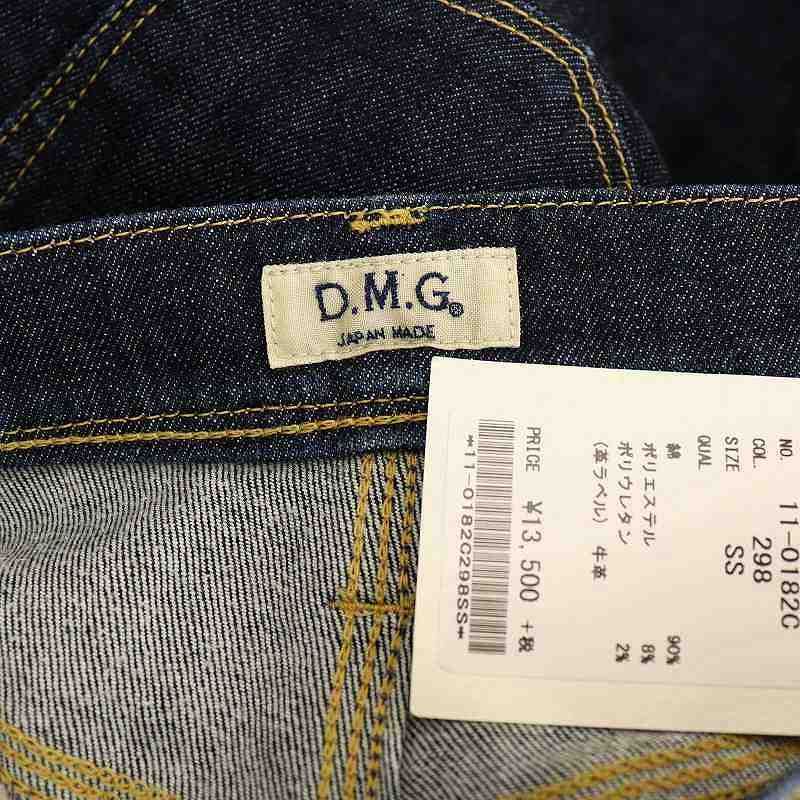 D.M.G®
JAPAN MADE
NO. 11-0182C
COL. 298
SIZE SS
QUAL
綿 90%
ポリエステル 8%
ポリウレタン 2%
(革ラベル) 牛革
PRICE ¥13,500 +税
*11-0182C298SS*